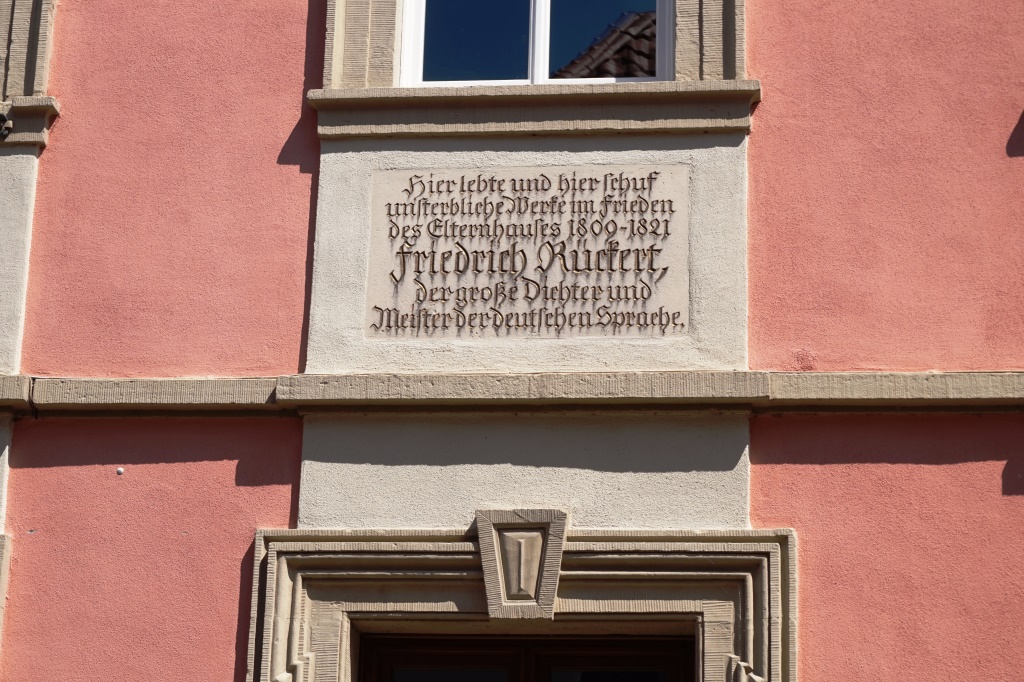 Hier lebte und hier schuf
unsterbliche Werke im Frieden
des Elternhauses 1809-1821
Friedrich Rückert,
der große Dichter und
Meister der deutschen Sprache.